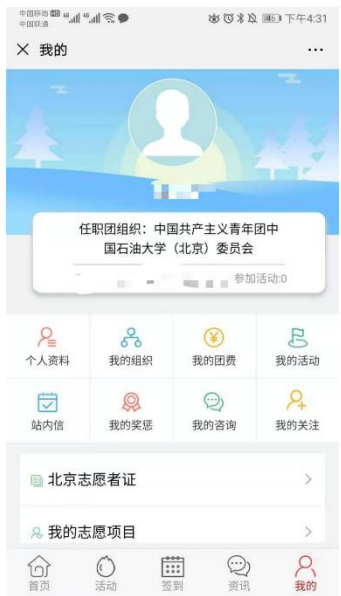 中国移动 HD 4G 4G 下午4:31
中国联通
× 我的 ...
任职团组织：中国共产主义青年团中
国石油大学（北京）委员会
参加活动:0
个人资料 我的组织 我的团费 我的活动
站内信 我的奖惩 我的咨询 我的关注
北京志愿者证
我的志愿项目
首页 活动 签到 资讯 我的